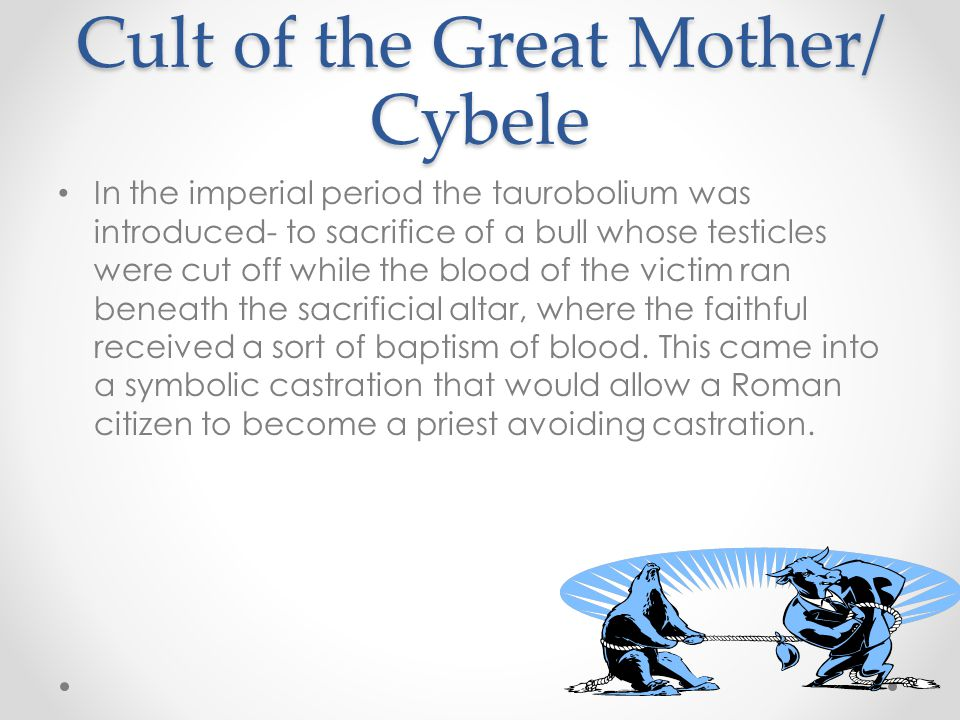 Cult of the Great Mother/
Cybele
• In the imperial period the taurobolium was
introduced- to sacrifice of a bull whose testicles
were cut off while the blood of the victim ran
beneath the sacrificial altar, where the faithful
received a sort of baptism of blood. This came into
a symbolic castration that would allow a Roman
citizen to become a priest avoiding castration.